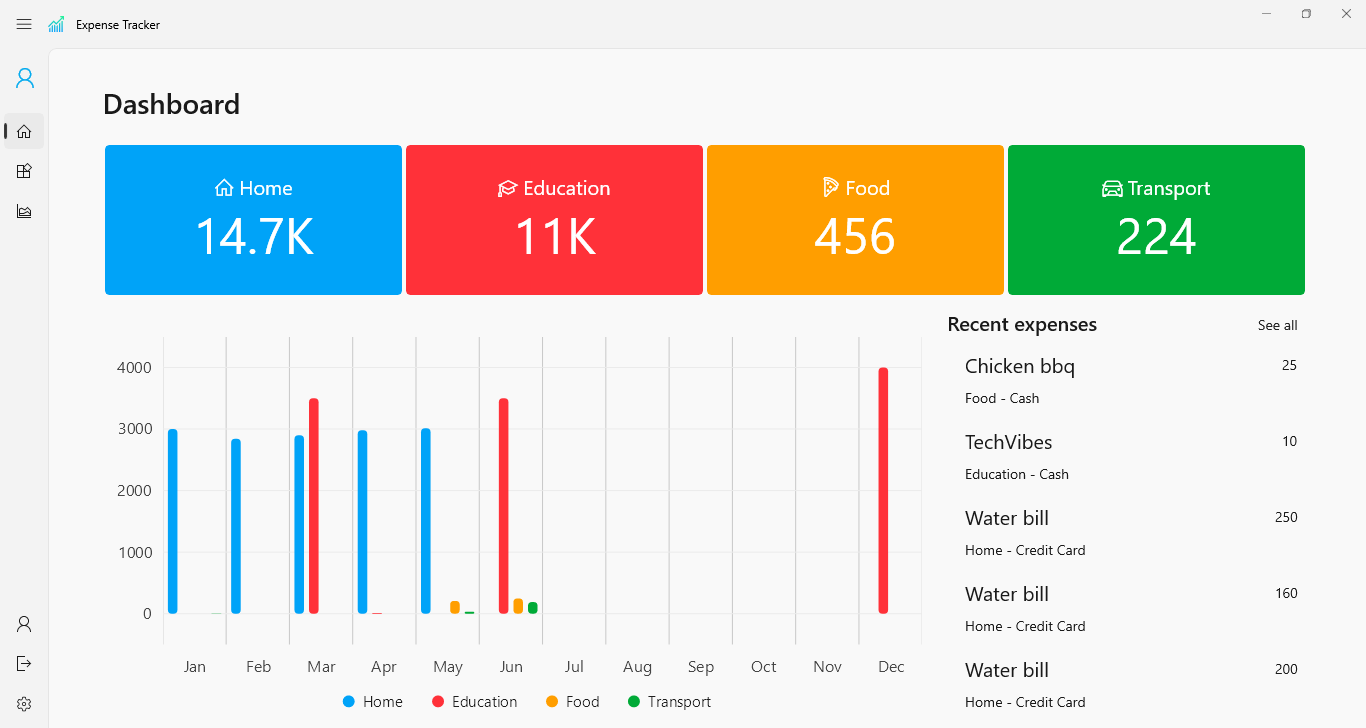 Expense Tracker
Dashboard
Home
14.7K
Education
11K
Food
456
Transport
224
4000
3000
2000
1000
0
Jan Feb Mar Apr May Jun Jul Aug Sep Oct Nov Dec
Home Education Food Transport
Recent expenses See all
Chicken bbq 25
Food - Cash
TechVibes 10
Education - Cash
Water bill 250
Home - Credit Card
Water bill 160
Home - Credit Card
Water bill 200
Home - Credit Card